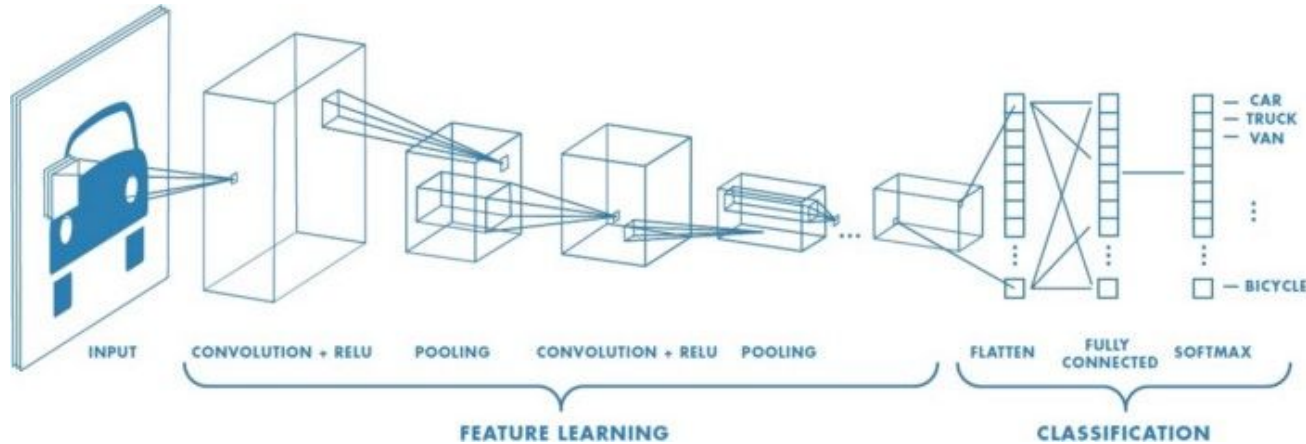 CAR
TRUCK
VAN
BICYCLE
INPUT
CONVOLUTION + RELU
POOLING
CONVOLUTION + RELU
POOLING
FLATTEN
FULLY
CONNECTED
SOFTMAX
FEATURE LEARNING
CLASSIFICATION